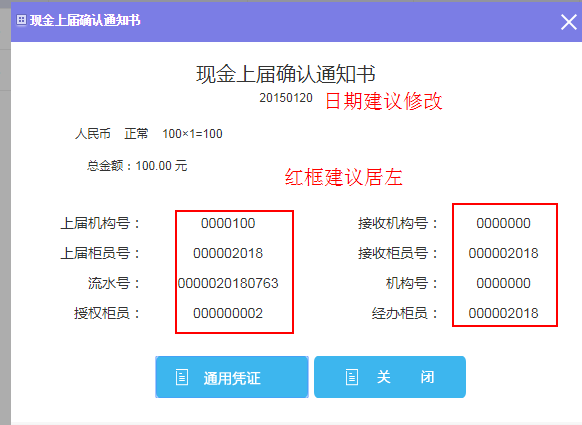 现金上届确认通知书
现金上届确认通知书
20150120 日期建议修改
人民币 正常 100×1=100
总金额：100.00 元
红框建议居左
上届机构号： 0000100 接收机构号： 0000000
上届柜员号： 000002018 接收柜员号： 000002018
流水号： 0000020180763 机构号： 0000000
授权柜员： 000000002 经办柜员： 000002018
通用凭证 关 闭